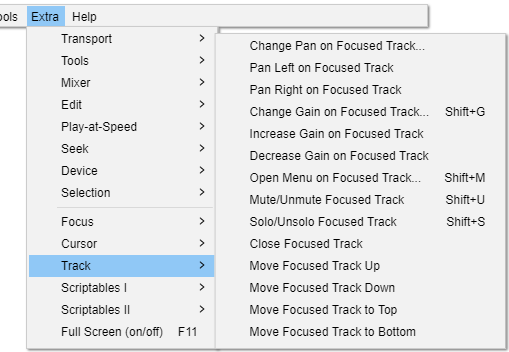 ols Extra Help
Transport
Tools
Mixer
Edit
Play-at-Speed
Seek
Device
Selection
Focus
Cursor
Track
Scriptables I
Scriptables II
Full Screen (on/off) F11
Change Pan on Focused Track...
Pan Left on Focused Track
Pan Right on Focused Track
Change Gain on Focused Track... Shift+G
Increase Gain on Focused Track
Decrease Gain on Focused Track
Open Menu on Focused Track... Shift+M
Mute/Unmute Focused Track Shift+U
Solo/Unsolo Focused Track Shift+S
Close Focused Track
Move Focused Track Up
Move Focused Track Down
Move Focused Track to Top
Move Focused Track to Bottom